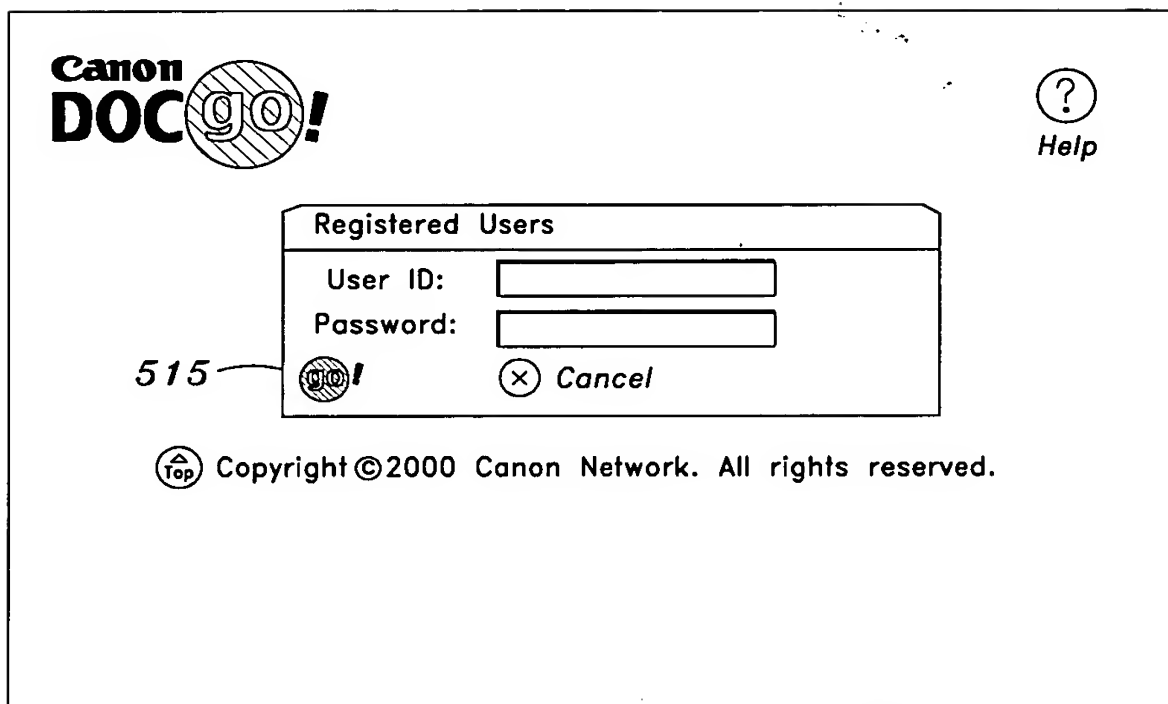 Canon
DOC go!
?
Help
Registered Users
User ID:
Password:
515
go!
Cancel
Top Copyright ©2000 Canon Network. All rights reserved.